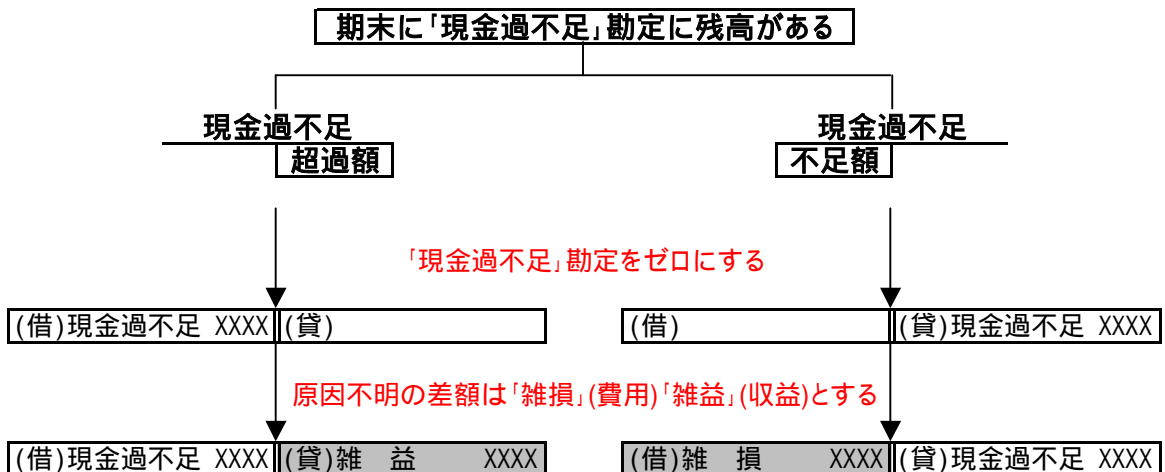 期末に「現金過不足」勘定に残高がある
現金過不足 現金過不足
超過額 不足額
「現金過不足」勘定をゼロにする
(借)現金過不足 XXXX (貸) (借) (貸)現金過不足 XXXX
原因不明の差額は「雑損」(費用)「雑益」(収益)とする
(借)現金過不足 XXXX (貸)雑 益 XXXX (借)雑 損 XXXX (貸)現金過不足 XXXX